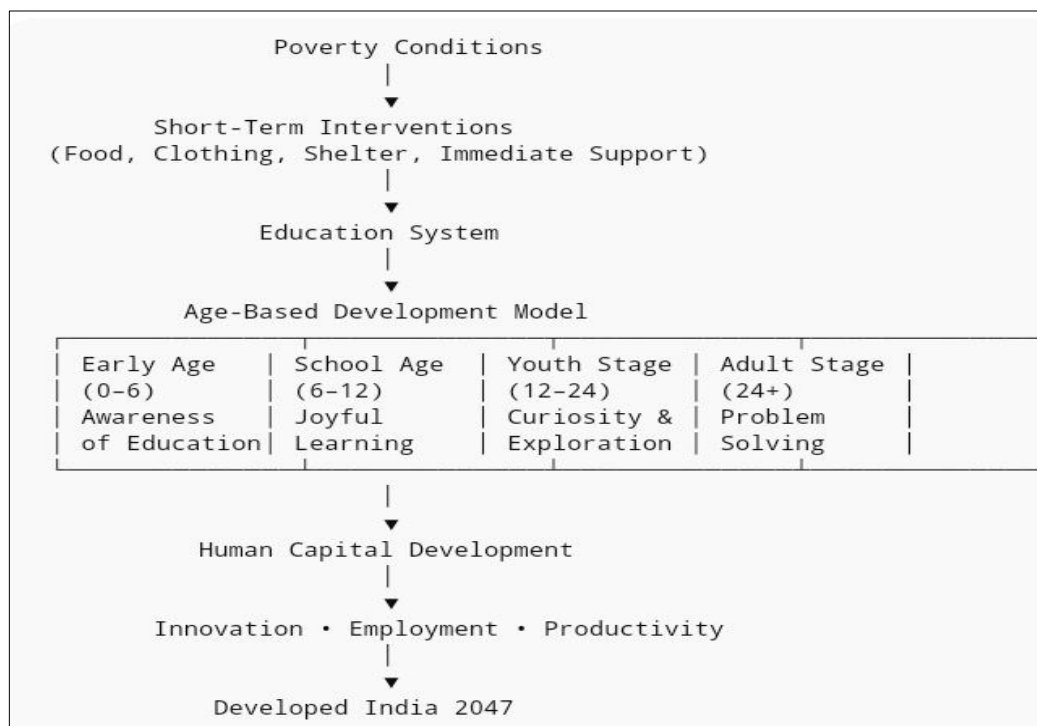 Poverty Conditions
Short-Term Interventions
(Food, Clothing, Shelter, Immediate Support)
Education System
Age-Based Development Model
Early Age | School Age | Youth Stage | Adult Stage
(0–6) | (6–12) | (12–24) | (24+)
Awareness | Joyful | Curiosity & | Problem
of Education | Learning | Exploration | Solving
Human Capital Development
Innovation • Employment • Productivity
Developed India 2047